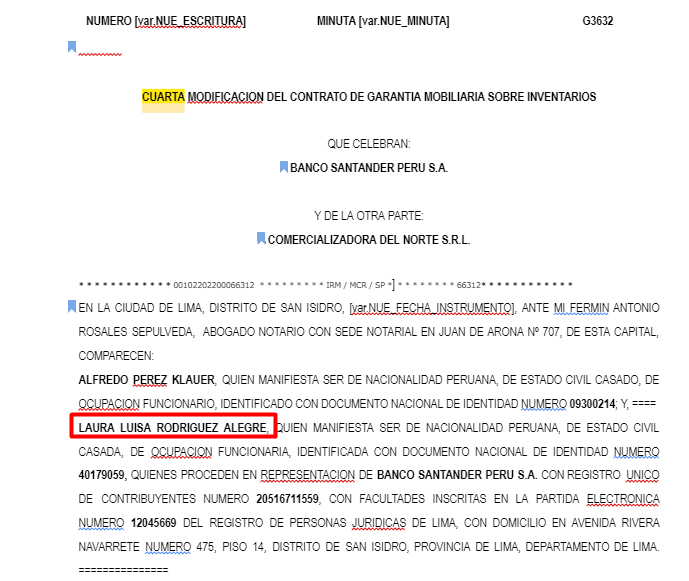 NUMERO [var.NUE_ESCRITURA] MINUTA [var.NUE_MINUTA] G3632
CUARTA MODIFICACION DEL CONTRATO DE GARANTIA MOBILIARIA SOBRE INVENTARIOS
QUE CELEBRAN:
BANCO SANTANDER PERU S.A.
Y DE LA OTRA PARTE:
COMERCIALIZADORA DEL NORTE S.R.L.
* * * * * * * * * * * * 00102202200066312 * * * * * * * * * IRM / MCR / SP *] * * * * * * * * 66312* * * * * * * * * * * *
EN LA CIUDAD DE LIMA, DISTRITO DE SAN ISIDRO, [var.NUE_FECHA_INSTRUMENTO], ANTE MI FERMIN ANTONIO
ROSALES SEPULVEDA, ABOGADO NOTARIO CON SEDE NOTARIAL EN JUAN DE ARONA Nº 707, DE ESTA CAPITAL,
COMPARECEN:
ALFREDO PEREZ KLAUER, QUIEN MANIFIESTA SER DE NACIONALIDAD PERUANA, DE ESTADO CIVIL CASADO, DE
OCUPACION FUNCIONARIO, IDENTIFICADO CON DOCUMENTO NACIONAL DE IDENTIDAD NUMERO 09300214; Y, ====
LAURA LUISA RODRIGUEZ ALEGRE, QUIEN MANIFIESTA SER DE NACIONALIDAD PERUANA, DE ESTADO CIVIL
CASADA, DE OCUPACION FUNCIONARIA, IDENTIFICADA CON DOCUMENTO NACIONAL DE IDENTIDAD NUMERO
40179059, QUIENES PROCEDEN EN REPRESENTACION DE BANCO SANTANDER PERU S.A. CON REGISTRO UNICO
DE CONTRIBUYENTES NUMERO 20516711559, CON FACULTADES INSCRITAS EN LA PARTIDA ELECTRONICA
NUMERO 12045669 DEL REGISTRO DE PERSONAS JURIDICAS DE LIMA, CON DOMICILIO EN AVENIDA RIVERA
NAVARRETE NUMERO 475, PISO 14, DISTRITO DE SAN ISIDRO, PROVINCIA DE LIMA, DEPARTAMENTO DE LIMA.
===============